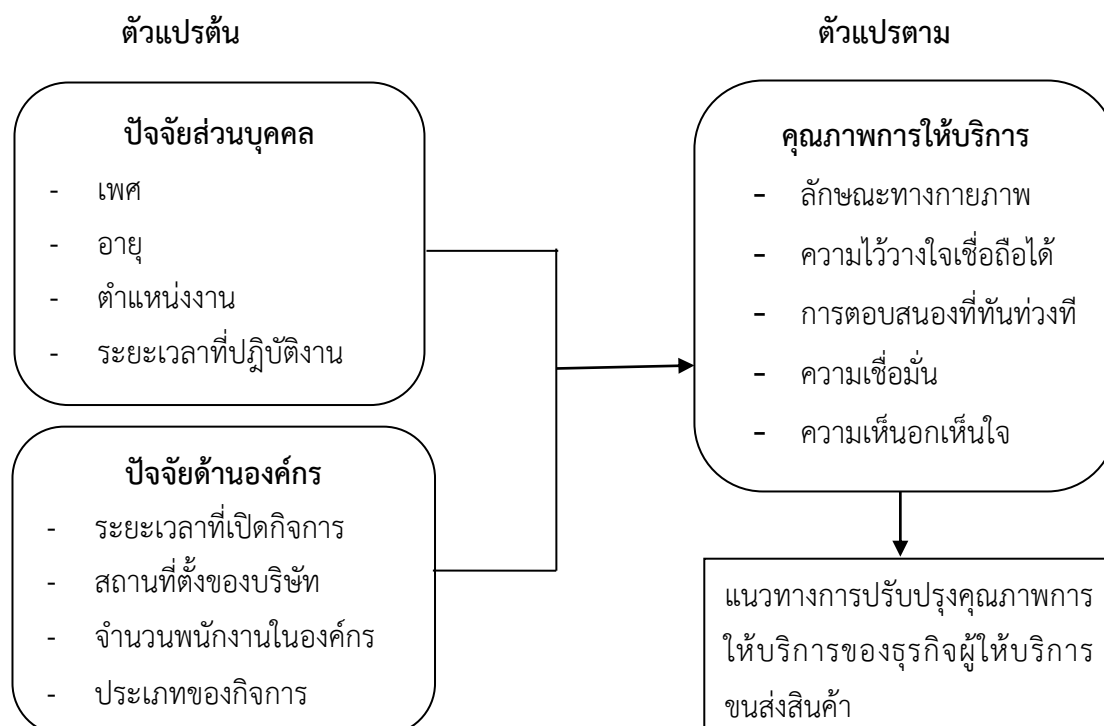 ตัวแปรต้น
ปัจจัยส่วนบุคคล
- เพศ
- อายุ
- ตำแหน่งงาน
- ระยะเวลาที่ปฎิบัติงาน
ปัจจัยด้านองค์กร
- ระยะเวลาที่เปิดกิจการ
- สถานที่ตั้งของบริษัท
- จำนวนพนักงานในองค์กร
- ประเภทของกิจการ
ตัวแปรตาม
คุณภาพการให้บริการ
- ลักษณะทางกายภาพ
- ความไว้วางใจเชื่อถือได้
- การตอบสนองที่ทันท่วงที
- ความเชื่อมั่น
- ความเห็นอกเห็นใจ
แนวทางการปรับปรุงคุณภาพการ
ให้บริการของธุรกิจผู้ให้บริการ
ขนส่งสินค้า